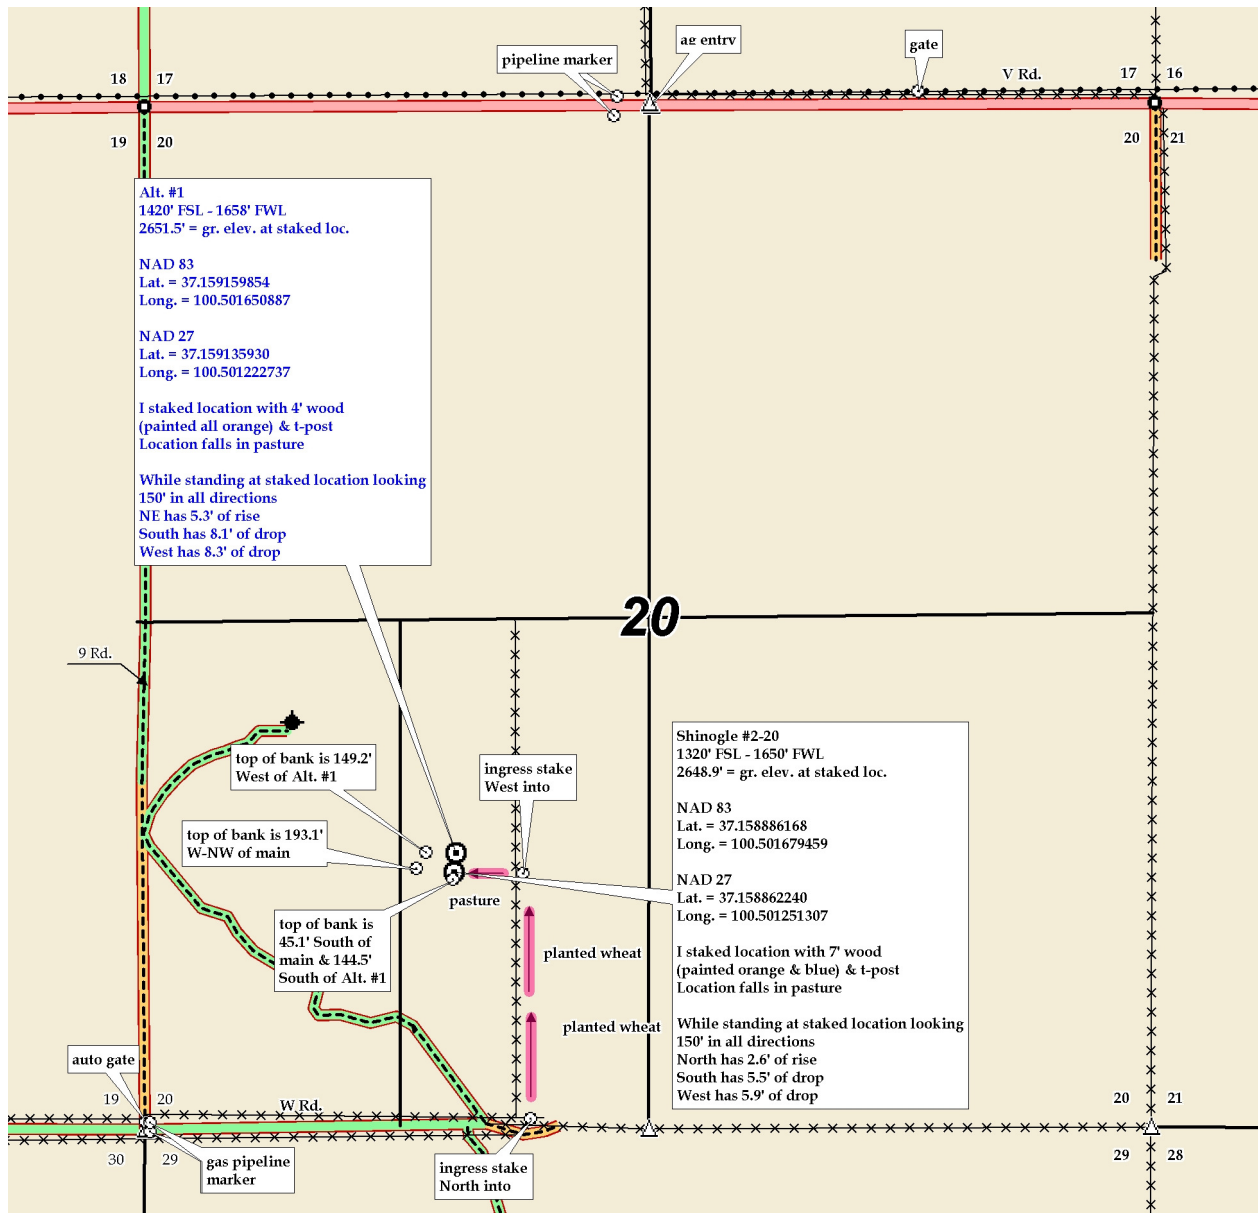 ag entry
gate
pipeline marker
V Rd.
18 17
17 16
19 20
20 21
Alt. #1
1420' FSL - 1658' FWL
2651.5' = gr. elev. at staked loc.
NAD 83
Lat. = 37.159159854
Long. = 100.501650887
NAD 27
Lat. = 37.159135930
Long. = 100.501222737
I staked location with 4' wood
(painted all orange) & t-post
Location falls in pasture
While standing at staked location looking
150' in all directions
NE has 5.3' of rise
South has 8.1' of drop
West has 8.3' of drop
20
9 Rd.
top of bank is 149.2'
West of Alt. #1
ingress stake
West into
top of bank is 193.1'
W-NW of main
pasture
top of bank is
45.1' South of
main & 144.5'
South of Alt. #1
planted wheat
planted wheat
Shinogle #2-20
1320' FSL - 1650' FWL
2648.9' = gr. elev. at staked loc.
NAD 83
Lat. = 37.158886168
Long. = 100.501679459
NAD 27
Lat. = 37.158862240
Long. = 100.501251307
I staked location with 7' wood
(painted orange & blue) & t-post
Location falls in pasture
While standing at staked location looking
150' in all directions
North has 2.6' of rise
South has 5.5' of drop
West has 5.9' of drop
auto gate
19 20
W Rd.
20 21
30 29
29 28
gas pipeline
marker
ingress stake
North into